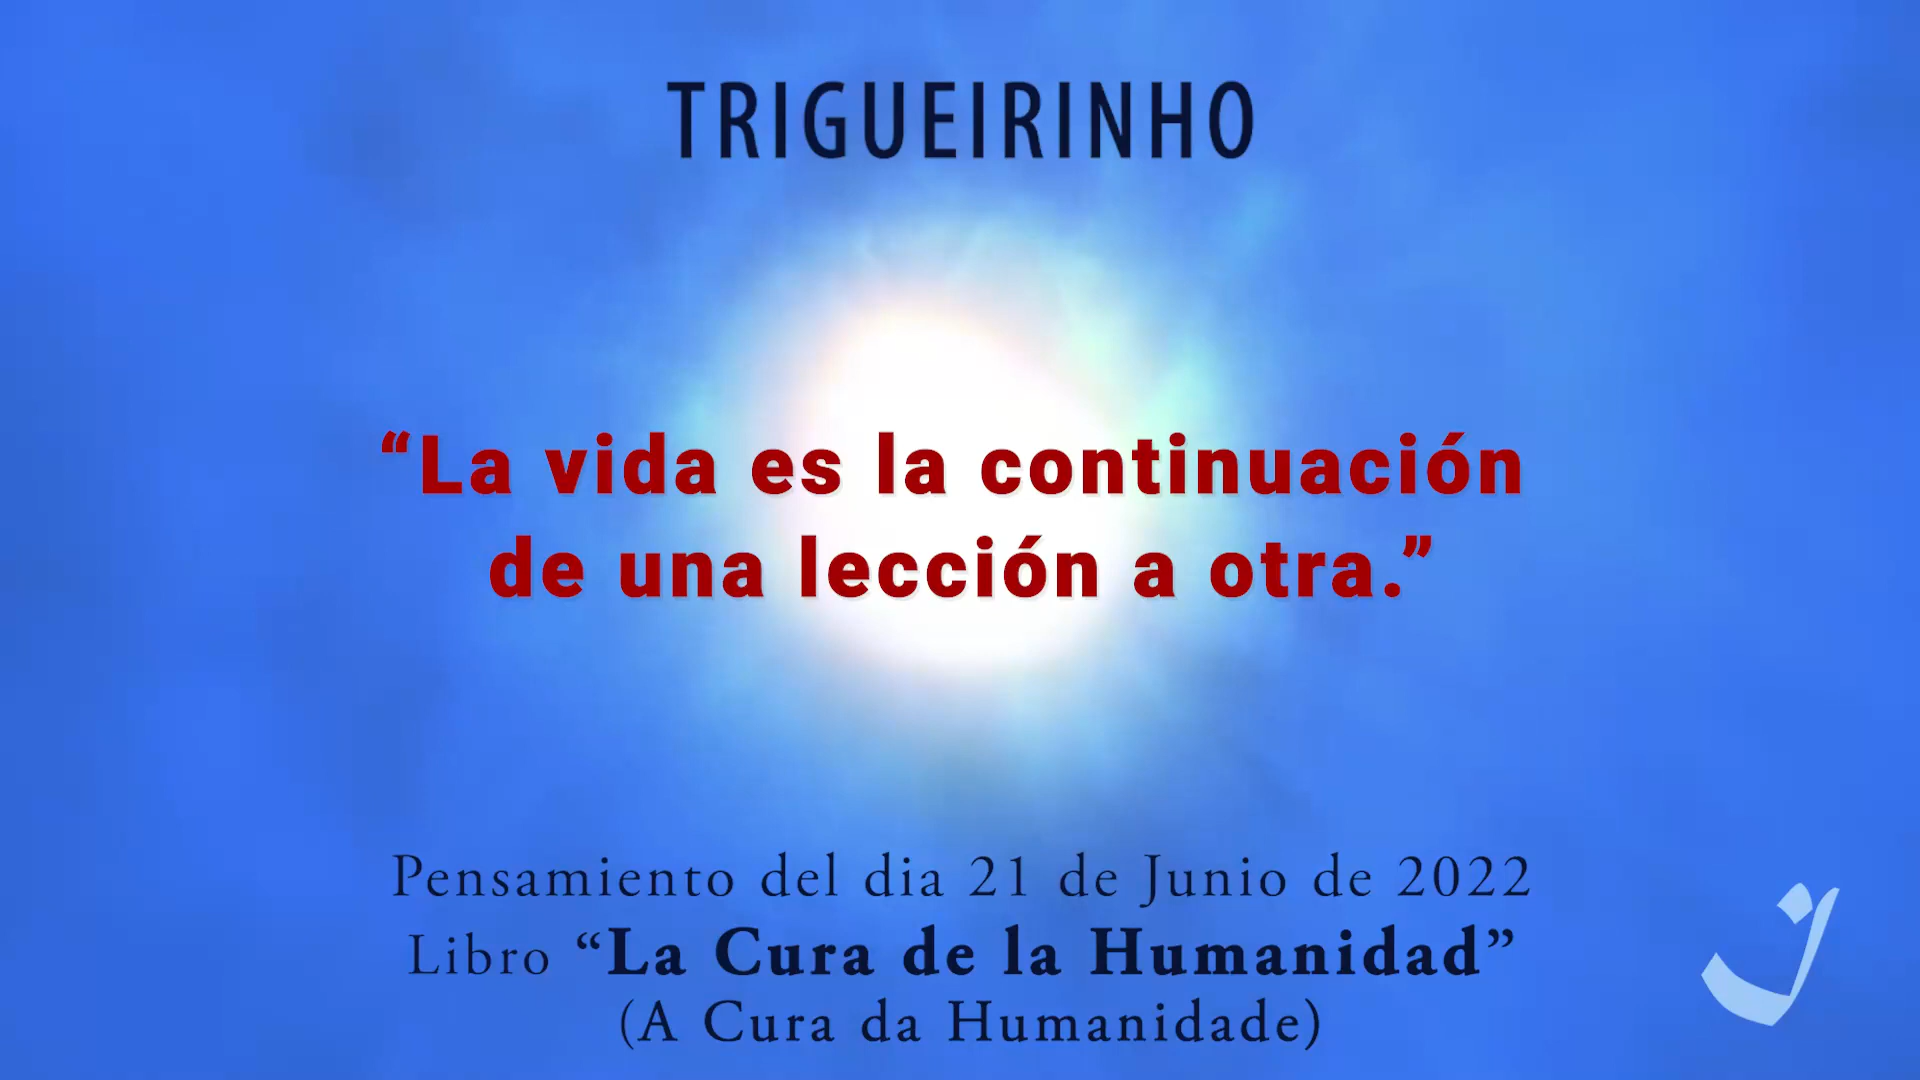 TRIGUEIRINHO
“La vida es la continuación
de una lección a otra.”
Pensamiento del dia 21 de Junio de 2022
Libro “La Cura de la Humanidad”
(A Cura da Humanidade)